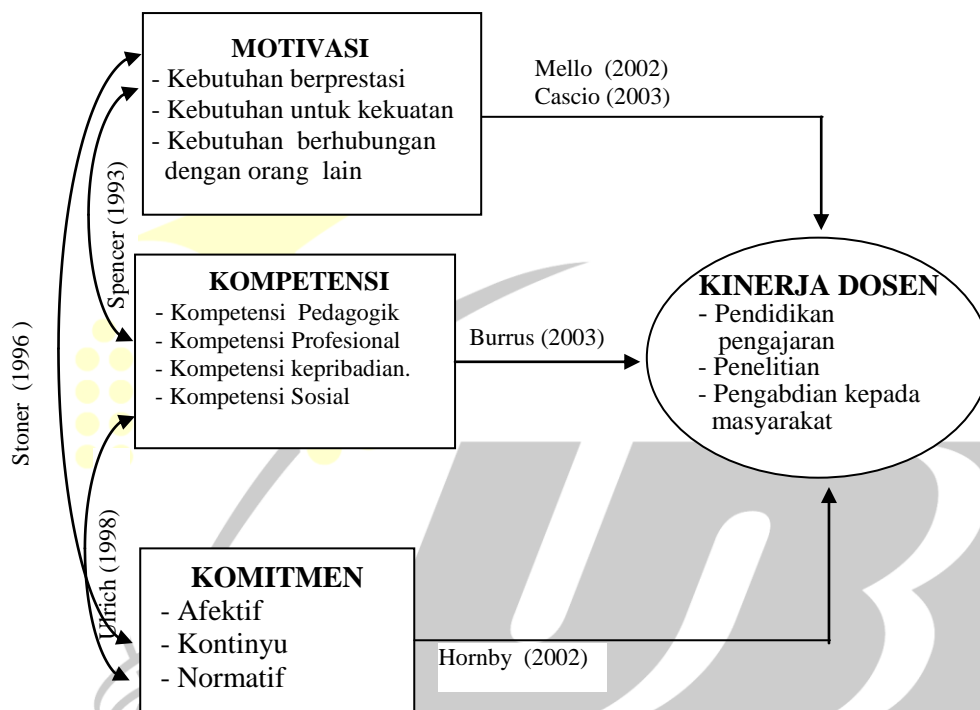 MOTIVASI
- Kebutuhan berprestasi
- Kebutuhan untuk kekuatan
- Kebutuhan berhubungan
dengan orang lain
Mello (2002)
Cascio (2003)
Spencer (1993)
KOMPETENSI
- Kompetensi Pedagogik
- Kompetensi Profesional
- Kompetensi kepribadian.
- Kompetensi Sosial
Burrus (2003)
KINERJA DOSEN
- Pendidikan
pengajaran
- Penelitian
- Pengabdian kepada
masyarakat
Stoner (1996 )
Ulrich (1998)
KOMITMEN
- Afektif
- Kontinyu
- Normatif
Hornby (2002)